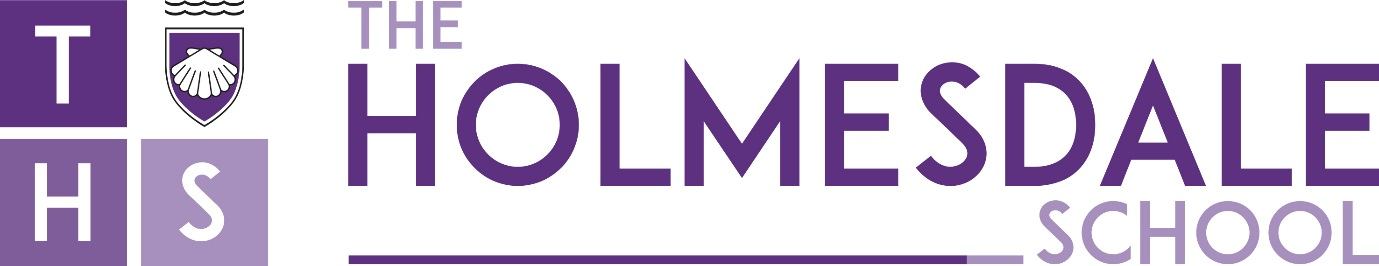 T
H S
THE
HOLMESDALE
SCHOOL